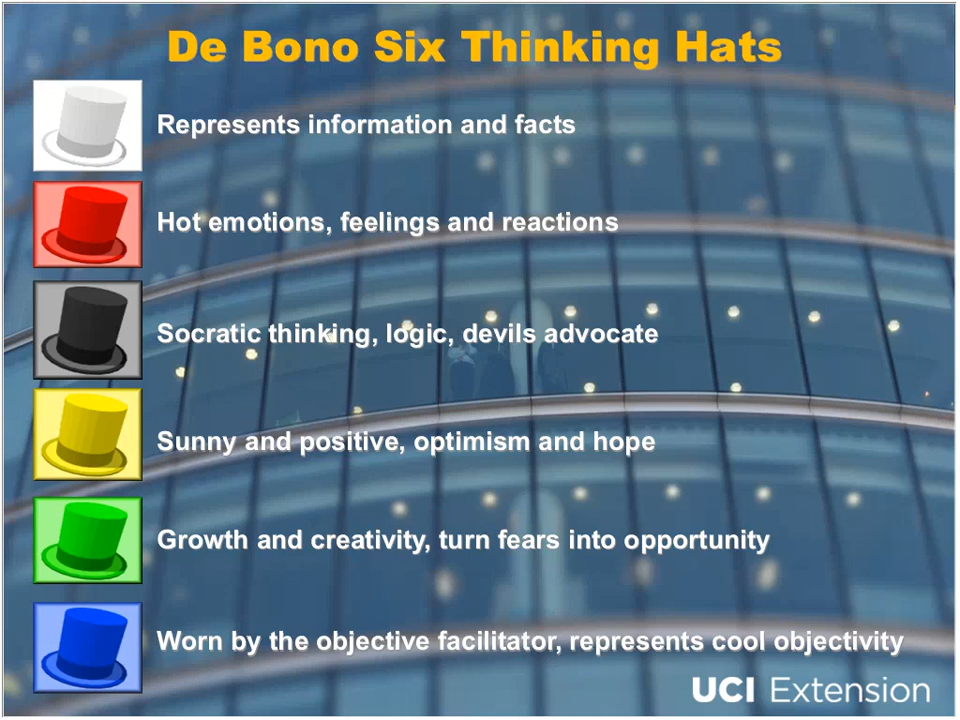 De Bono Six Thinking Hats
Represents information and facts
Hot emotions, feelings and reactions
Socratic thinking, logic, devils advocate
Sunny and positive, optimism and hope
Growth and creativity, turn fears into opportunity
Worn by the objective facilitator, represents cool objectivity
UCI Extension